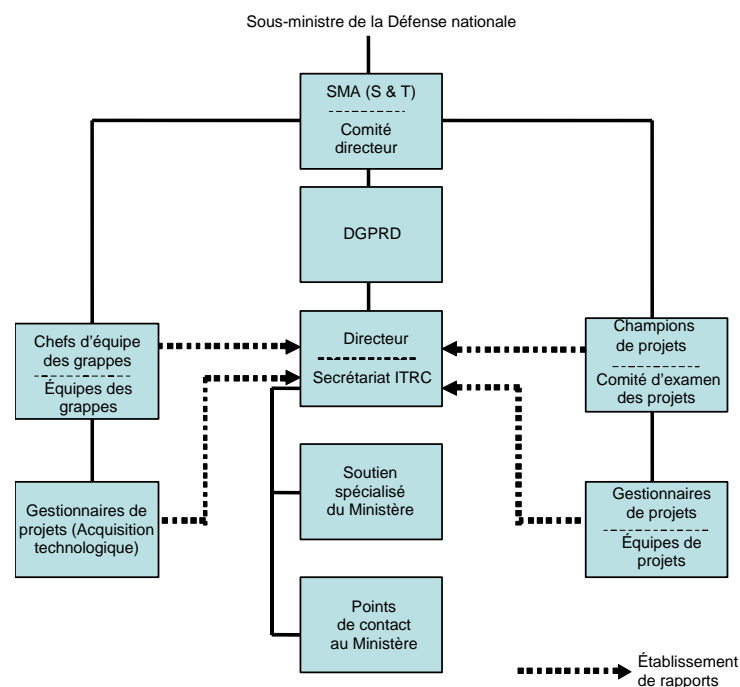 Sous-ministre de la Défense nationale
SMA (S & T)
Comité
directeur
DGPRD
Chefs d'équipe
des grappes
Équipes des
grappes
Directeur
Secrétariat ITRC
Champions
de projets
Comité d'examen
des projets
Gestionnaires de
projets (Acquisition
technologique)
Soutien
spécialisé
du Ministère
Gestionnaires
de projets
Équipes de
projets
Points
de contact
au Ministère
Établissement
de rapports